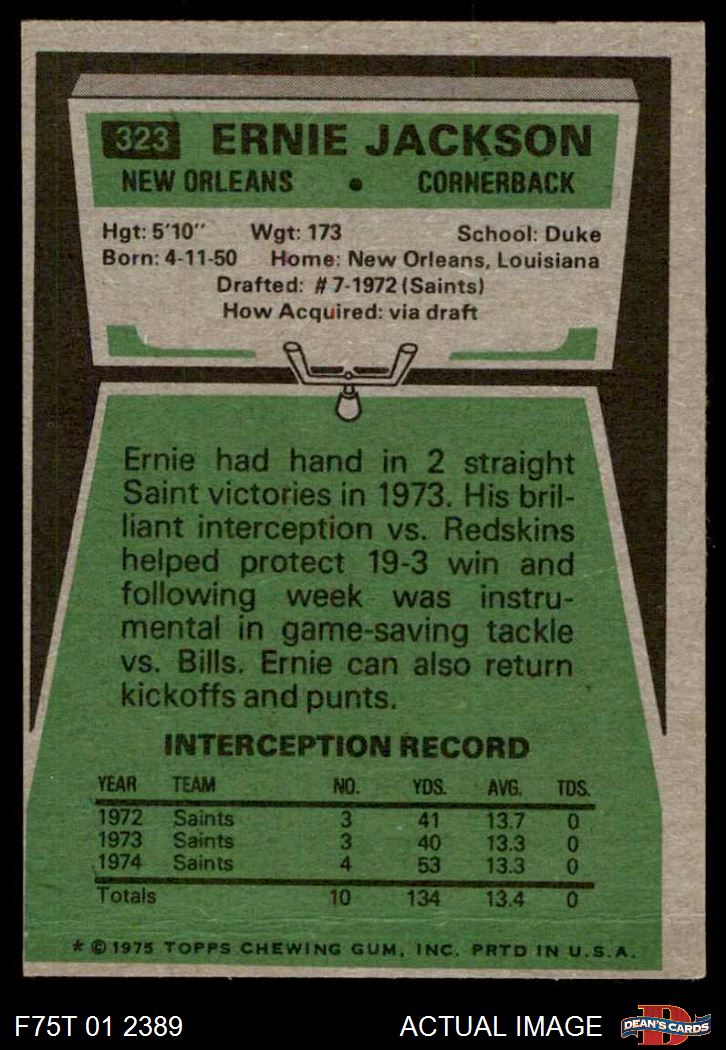 323 ERNIE JACKSON
NEW ORLEANS • CORNERBACK
Hgt: 5'10" Wgt: 173 School: Duke
Born: 4-11-50 Home: New Orleans, Louisiana
Drafted: #7-1972 (Saints)
How Acquired: via draft
Ernie had hand in 2 straight
Saint victories in 1973. His bril-
liant interception vs. Redskins
helped protect 19-3 win and
following week was instru-
mental in game-saving tackle
vs. Bills. Ernie can also return
kickoffs and punts.
INTERCEPTION RECORD
YEAR TEAM NO. YDS. AVG. TDS.
1972 Saints 3 41 13.7 0
1973 Saints 3 40 13.3 0
1974 Saints 4 53 13.3 0
Totals 10 134 13.4 0
* © 1975 TOPPS CHEWING GUM, INC. PRTD IN U.S.A.
F75T 01 2389 ACTUAL IMAGE
D
DEAN'S CARDS